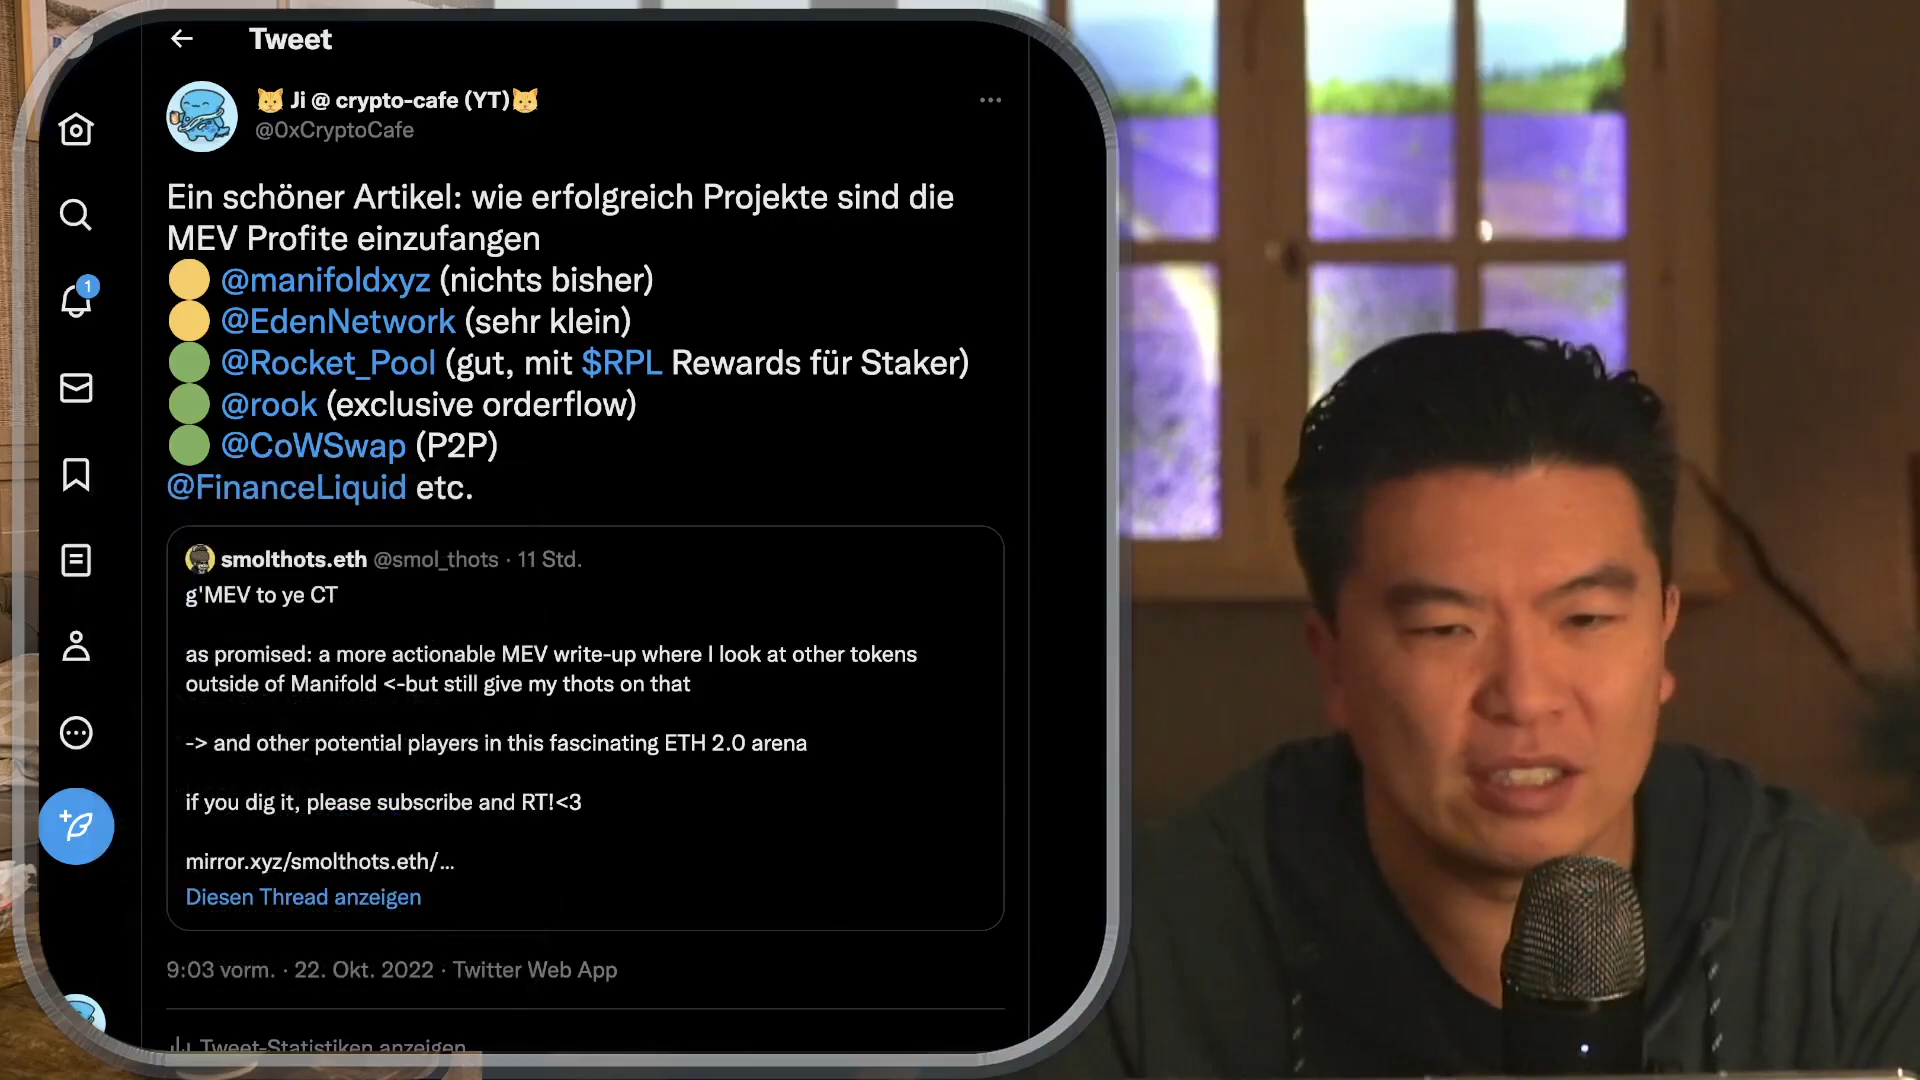 Tweet
Ji @ crypto-cafe (YT)
@0xCryptoCafe
Ein schöner Artikel: wie erfolgreich Projekte sind die
MEV Profite einzufangen
@manifoldxyz (nichts bisher)
@EdenNetwork (sehr klein)
@Rocket_Pool (gut, mit $RPL Rewards für Staker)
@rook (exclusive orderflow)
@CoWSwap (P2P)
@FinanceLiquid etc.
smolthots.eth @smol_thots · 11 Std.
g'MEV to ye CT
as promised: a more actionable MEV write-up where I look at other tokens
outside of Manifold <-but still give my thots on that
-> and other potential players in this fascinating ETH 2.0 arena
if you dig it, please subscribe and RT!<3
mirror.xyz/smolthots.eth/...
Diesen Thread anzeigen
9:03 vorm. · 22. Okt. 2022 · Twitter Web App
Tweet-Statistiken anzeigen
1